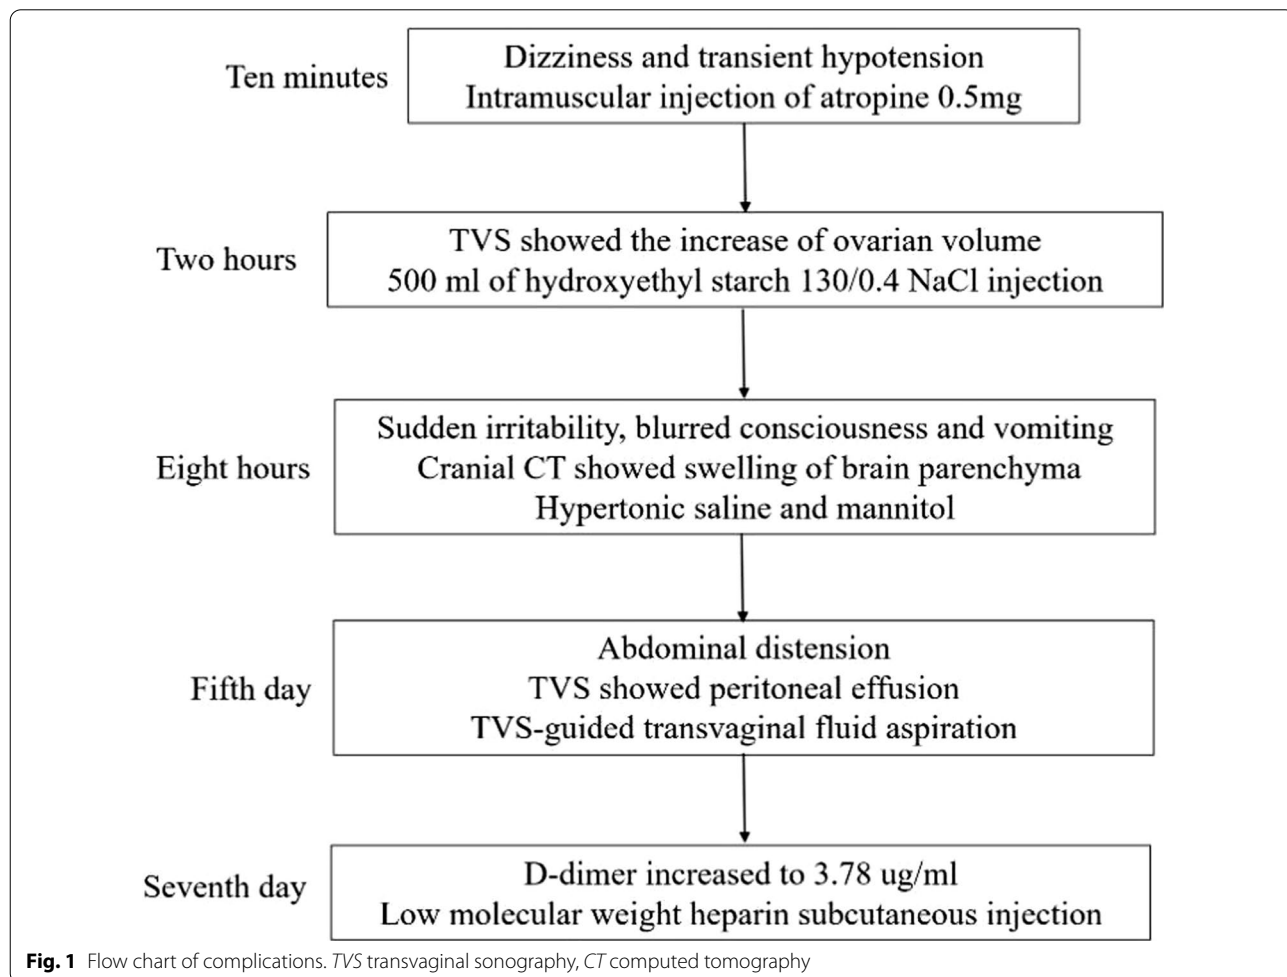 Ten minutes
Dizziness and transient hypotension
Intramuscular injection of atropine 0.5mg
Two hours
TVS showed the increase of ovarian volume
500 ml of hydroxyethyl starch 130/0.4 NaCl injection
Eight hours
Sudden irritability, blurred consciousness and vomiting
Cranial CT showed swelling of brain parenchyma
Hypertonic saline and mannitol
Fifth day
Abdominal distension
TVS showed peritoneal effusion
TVS-guided transvaginal fluid aspiration
Seventh day
D-dimer increased to 3.78 ug/ml
Low molecular weight heparin subcutaneous injection
Fig. 1 Flow chart of complications. TVS transvaginal sonography, CT computed tomography